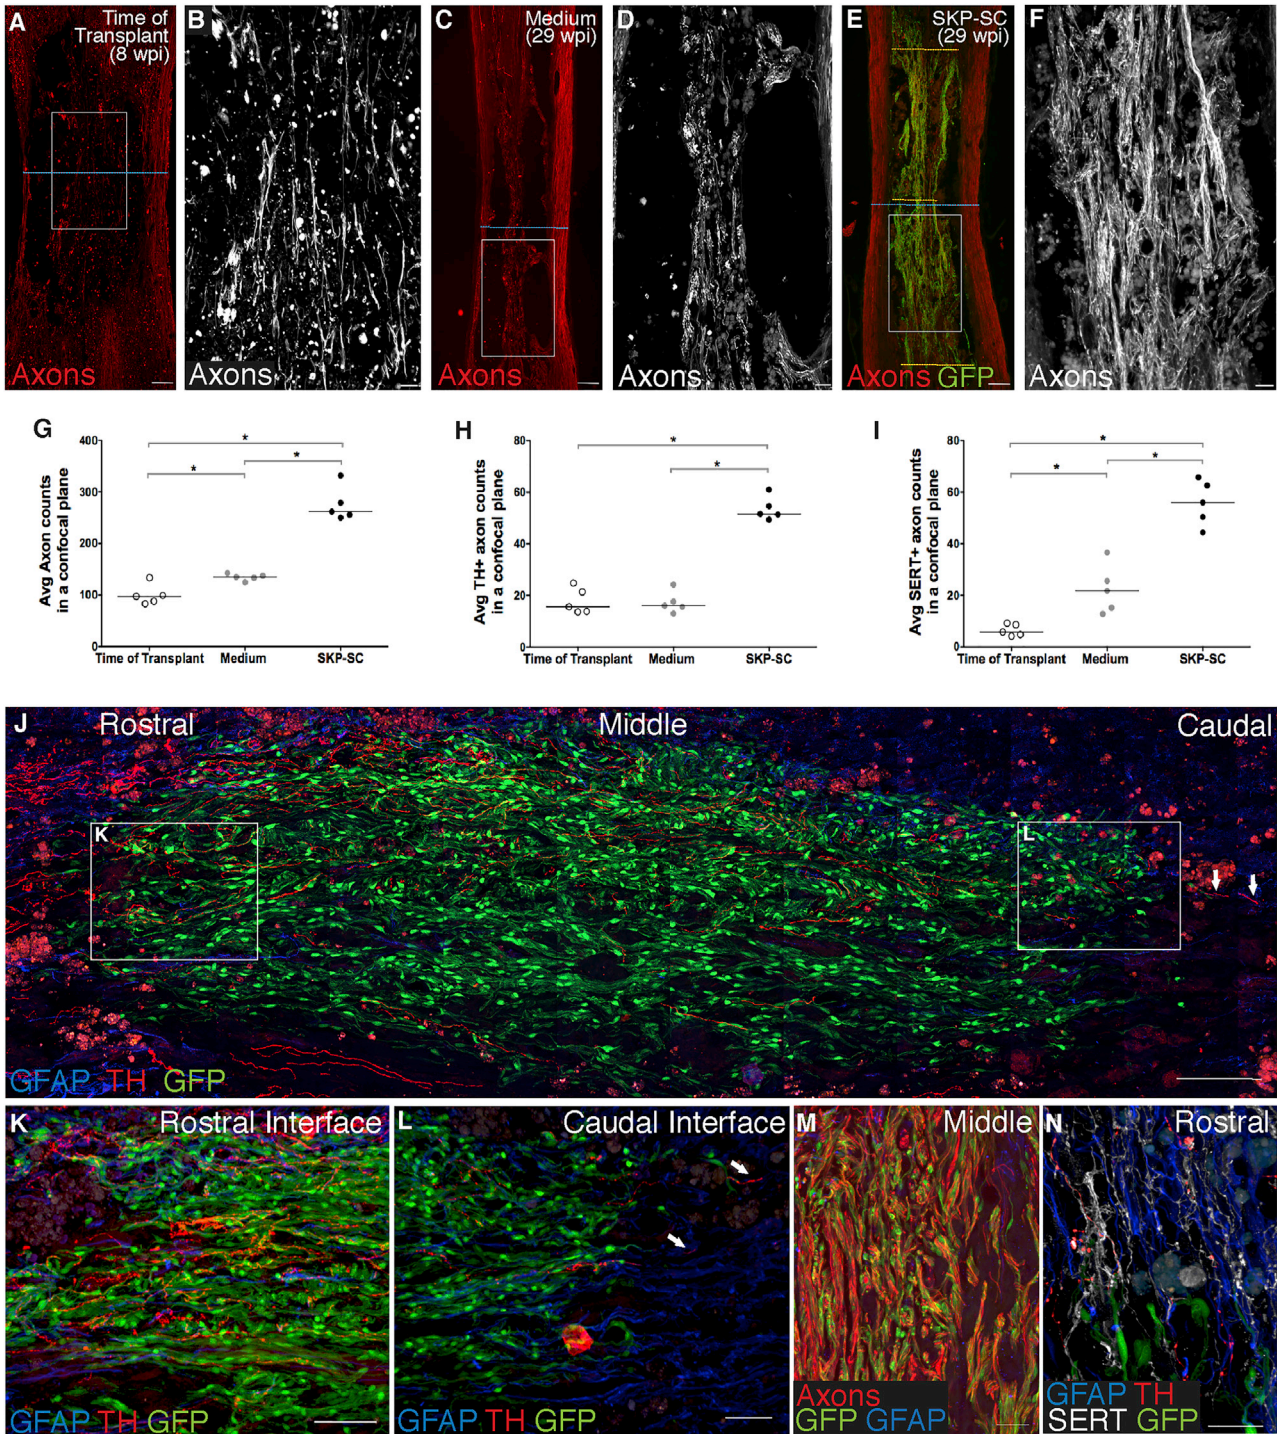 A
Time of
Transplant
(8 wpi)
Axons
B
Axons
C
Medium
(29 wpi)
Axons
D
E
SKP-SC
(29 wpi)
Axons GFP
F
Axons
G
Avg Axon counts
in a confocal plane
400
300
200
100
0
*
*
*
Time of Transplant Medium SKP-SC
H
Avg TH+ axon counts
in a confocal plane
80
60
40
20
0
*
*
Time of Transplant Medium SKP-SC
I
Avg SERT+ axon counts
in a confocal plane
80
60
40
20
0
*
*
*
Time of Transplant Medium SKP-SC
J Rostral Middle Caudal
K
L
GFAP TH GFP
K Rostral Interface
GFAP TH GFP
L Caudal Interface
GFAP TH GFP
M Middle
Axons
GFP GFAP
N Rostral
GFAP TH
SERT GFP